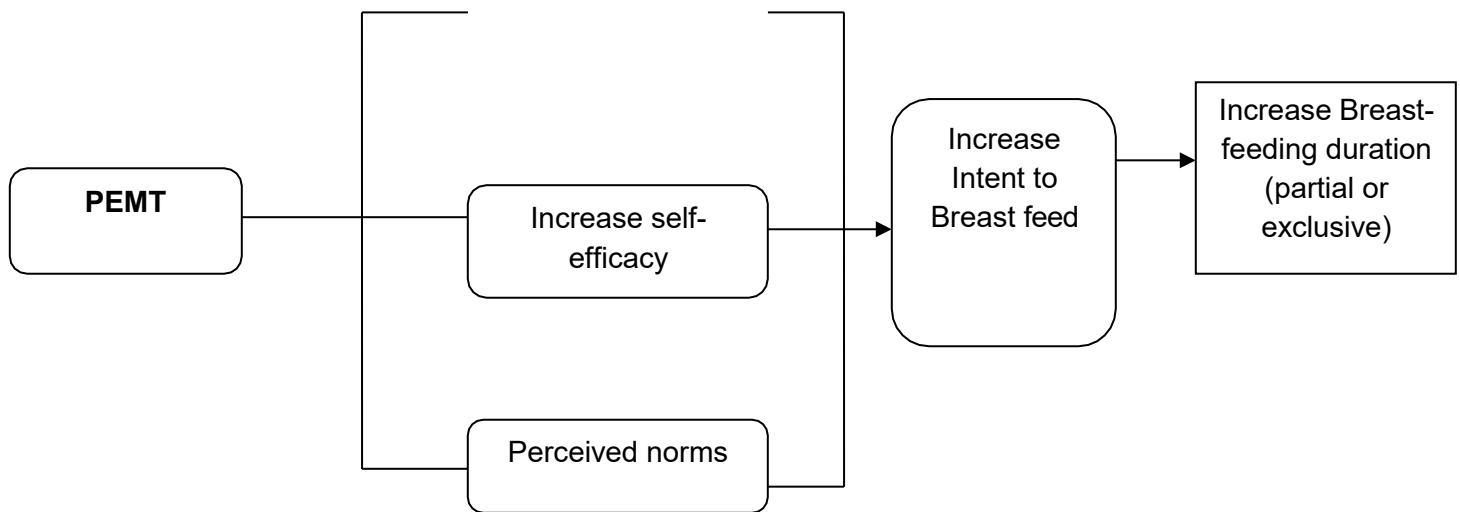 PEMT
Increase self-
efficacy
Perceived norms
Increase
Intent to
Breast feed
Increase Breast-
feeding duration
(partial or
exclusive)